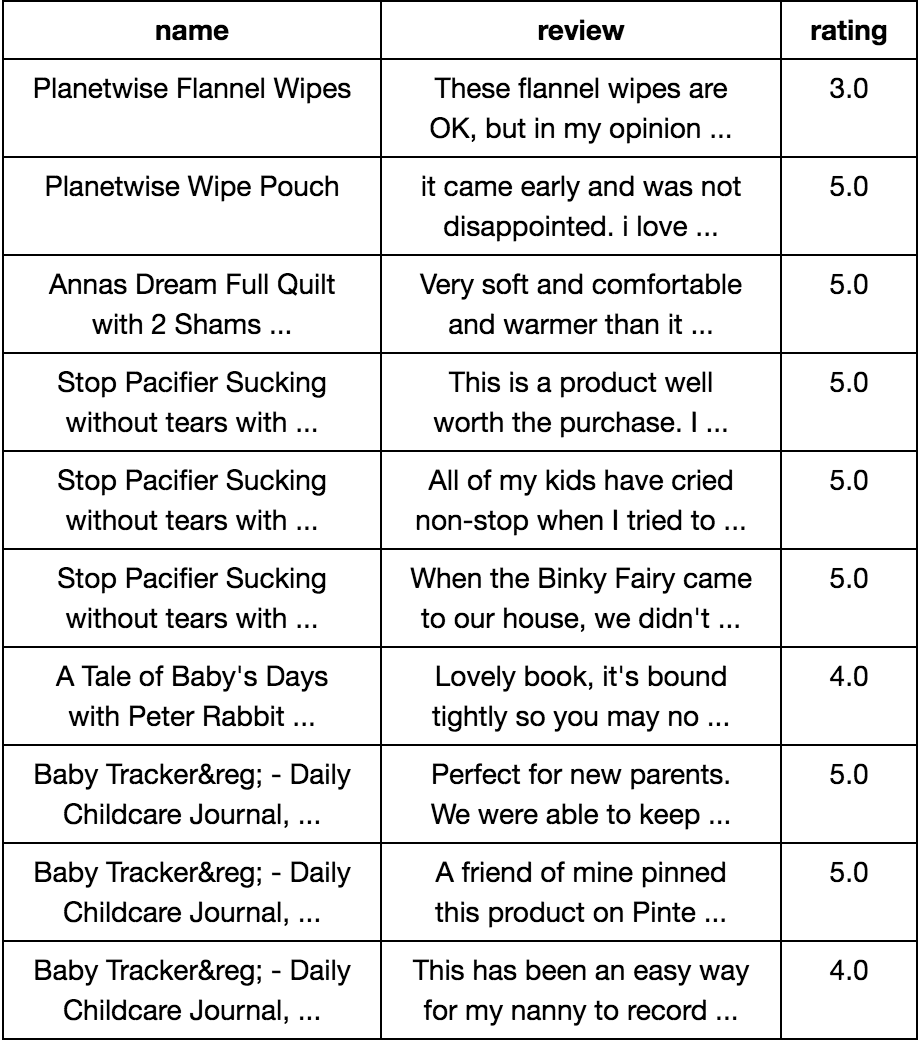 name review rating
Planetwise Flannel Wipes These flannel wipes are 3.0
OK, but in my opinion ...
Planetwise Wipe Pouch it came early and was not 5.0
disappointed. i love ...
Annas Dream Full Quilt Very soft and comfortable 5.0
with 2 Shams ... and warmer than it ...
Stop Pacifier Sucking This is a product well 5.0
without tears with ... worth the purchase. I ...
Stop Pacifier Sucking All of my kids have cried 5.0
without tears with ... non-stop when I tried to ...
Stop Pacifier Sucking When the Binky Fairy came 5.0
without tears with ... to our house, we didn't ...
A Tale of Baby's Days Lovely book, it's bound 4.0
with Peter Rabbit ... tightly so you may no ...
Baby Tracker&reg; - Daily Perfect for new parents. 5.0
Childcare Journal, ... We were able to keep ...
Baby Tracker&reg; - Daily A friend of mine pinned 5.0
Childcare Journal, ... this product on Pinte ...
Baby Tracker&reg; - Daily This has been an easy way 4.0
Childcare Journal, ... for my nanny to record ...